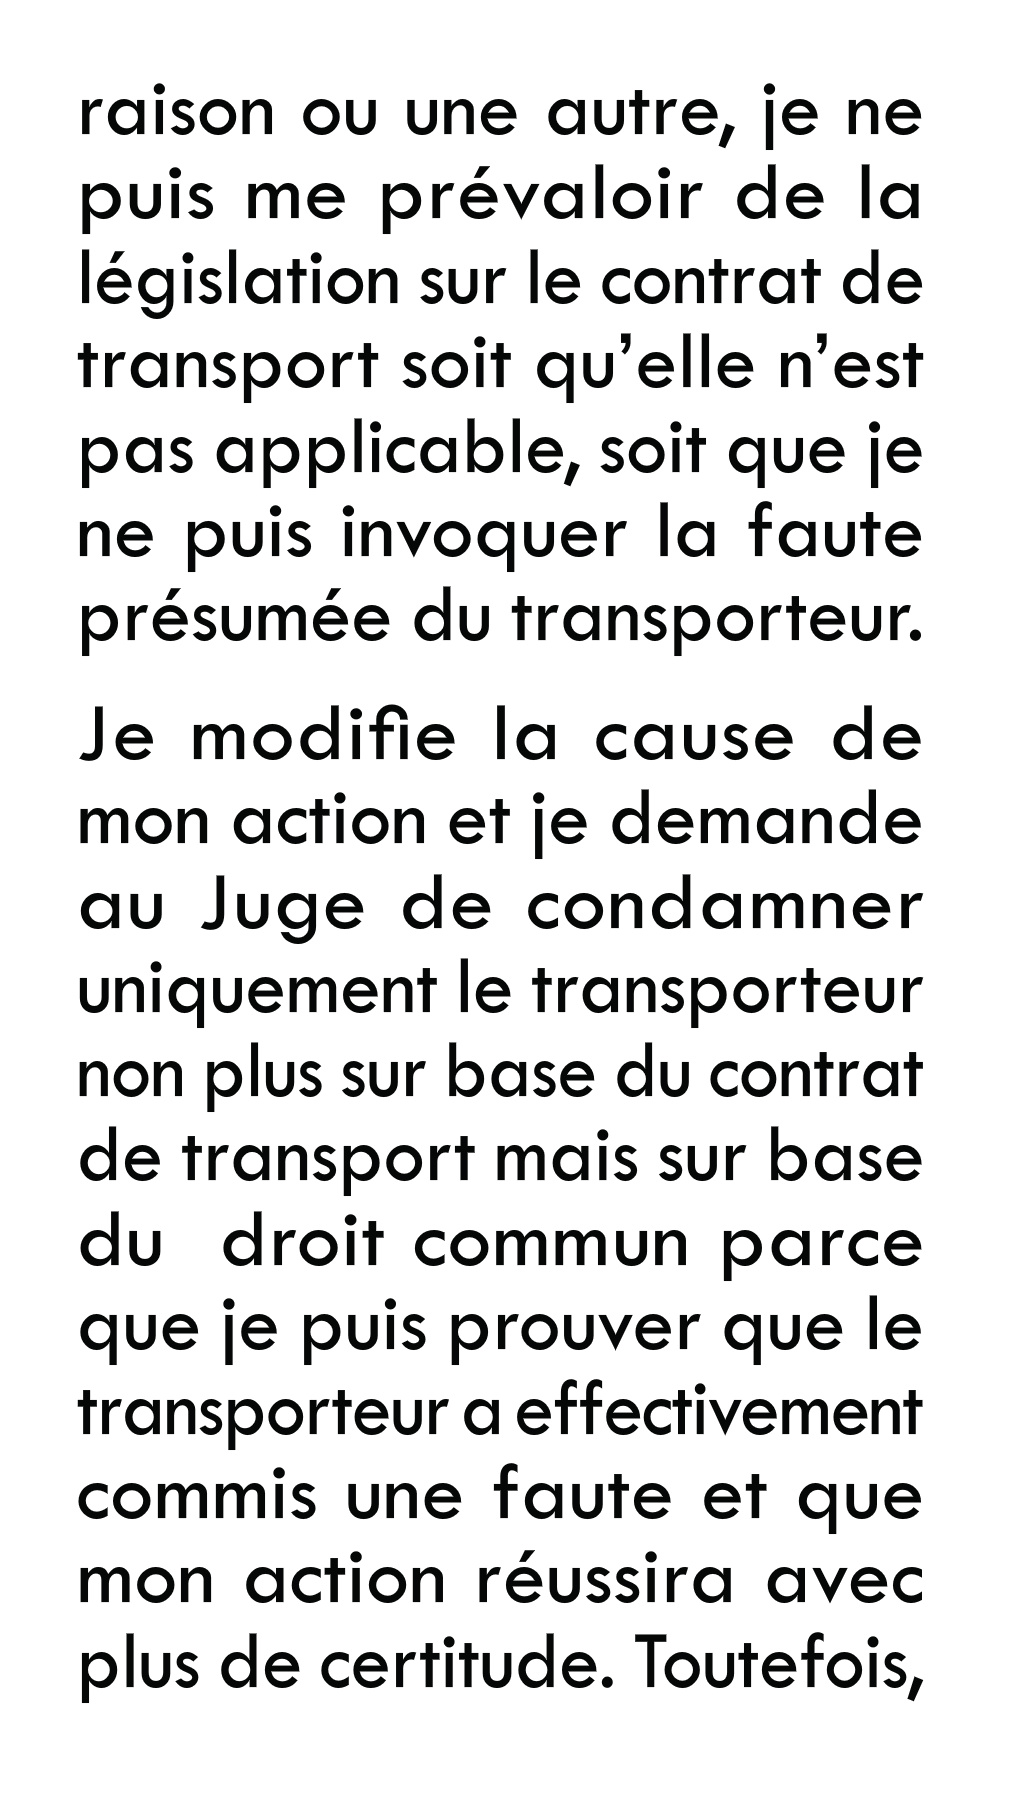 raison ou une autre, je ne
puis me prévaloir de la
législation sur le contrat de
transport soit qu’elle n’est
pas applicable, soit que je
ne puis invoquer la faute
présumée du transporteur.
Je modifie la cause de
mon action et je demande
au Juge de condamner
uniquement le transporteur
non plus sur base du contrat
de transport mais sur base
du droit commun parce
que je puis prouver que le
transporteur a effectivement
commis une faute et que
mon action réussira avec
plus de certitude. Toutefois,